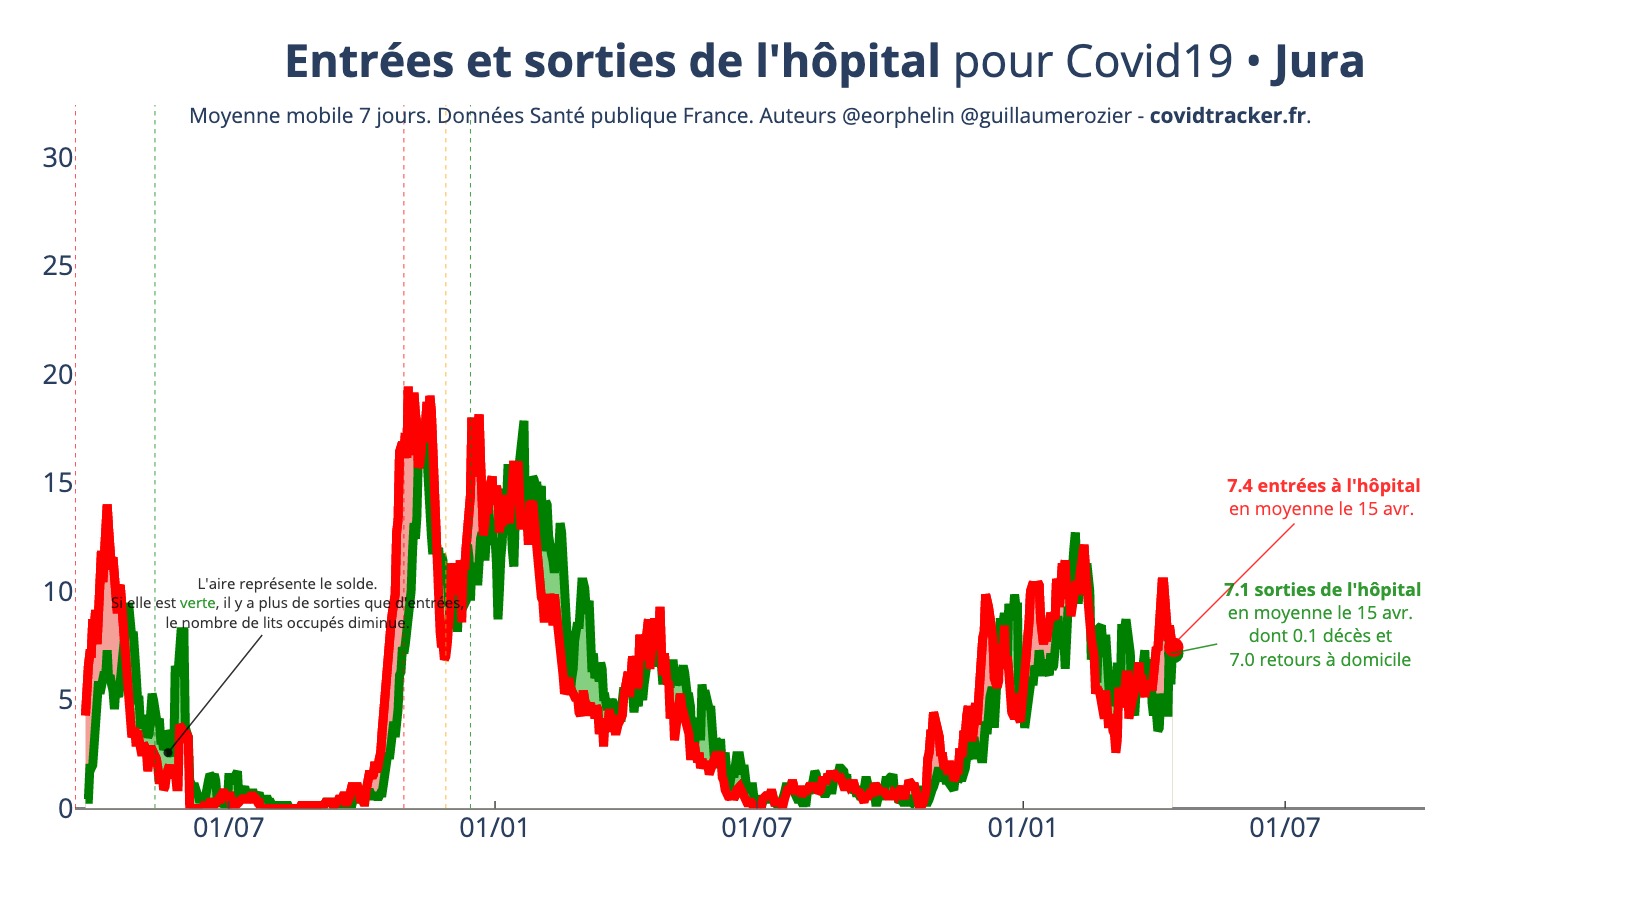 Entrées et sorties de l'hôpital pour Covid19 • Jura
Moyenne mobile 7 jours. Données Santé publique France. Auteurs @eorphelin @guillaumerozier - covidtracker.fr.
30
25
20
15
10
5
0
L'aire représente le solde.
Si elle est verte, il y a plus de sorties que d'entrées,
le nombre de lits occupés diminue.
7.4 entrées à l'hôpital
en moyenne le 15 avr.
7.1 sorties de l'hôpital
en moyenne le 15 avr.
dont 0.1 décès et
7.0 retours à domicile
01/07
01/01
01/07
01/01
01/07